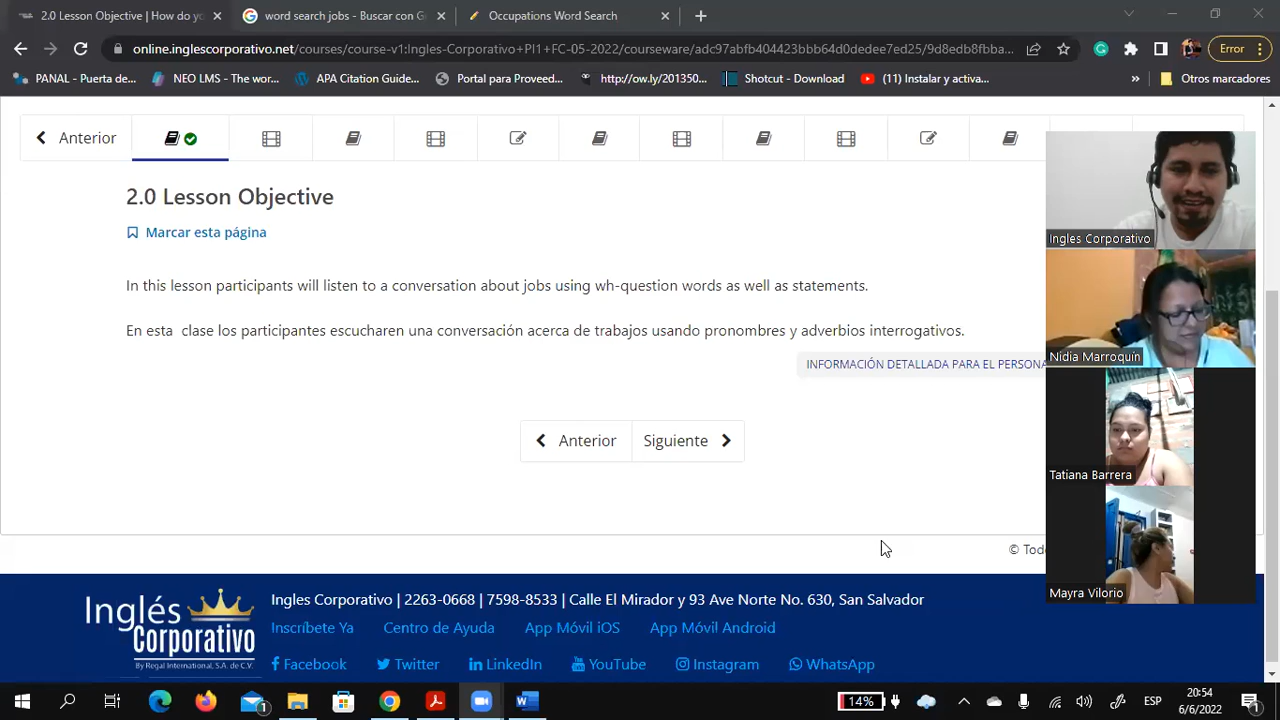 2.0 Lesson Objective | How do yo
word search jobs - Buscar con G
Occupations Word Search
online.inglescorporativo.net/courses/course-v1:Ingles-Corporativo+PI1+FC-05-2022/courseware/adc97abfb404423bbb64d0dedee7ed25/9d8edb8fbba...
Error
PANAL - Puerta de...
NEO LMS - The wor...
APA Citation Guide...
Portal para Proveed...
http://ow.ly/201350...
Shotcut - Download
(11) Instalar y activa...
»
Otros marcadores
Anterior
2.0 Lesson Objective
Marcar esta página
In this lesson participants will listen to a conversation about jobs using wh-question words as well as statements.
En esta clase los participantes escucharen una conversación acerca de trabajos usando pronombres y adverbios interrogativos.
INFORMACIÓN DETALLADA PARA EL PERSONA
Anterior
Siguiente
Ingles Corporativo
Nidia Marroquín
Tatiana Barrera
Mayra Vilorio
© Tod
Inglés
Corporativo
By Regal International, S.A. de C.V.
Ingles Corporativo | 2263-0668 | 7598-8533 | Calle El Mirador y 93 Ave Norte No. 630, San Salvador
Inscríbete Ya
Centro de Ayuda
App Móvil iOS
App Móvil Android
Facebook
Twitter
LinkedIn
YouTube
Instagram
WhatsApp
1
14%
ESP
20:54
6/6/2022
1